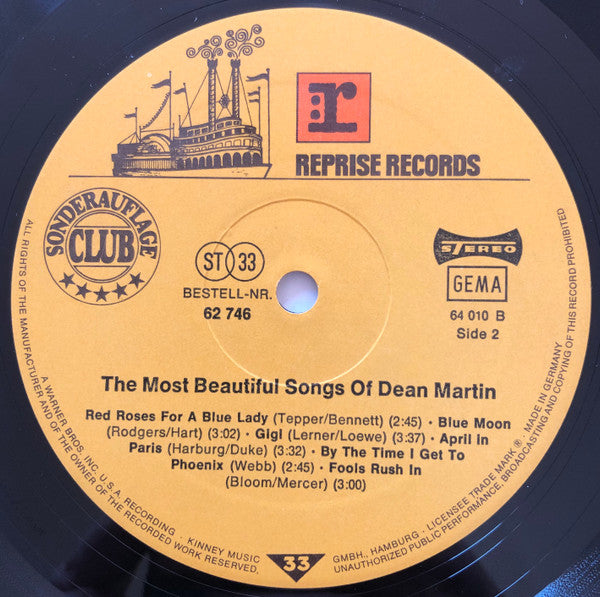 r
REPRISE RECORDS
SONDERAUFLAGE
CLUB
ST 33
BESTELL-NR.
62 746
STEREO
GEMA
64 010 B
Side 2
The Most Beautiful Songs Of Dean Martin
Red Roses For A Blue Lady (Tepper/Bennett) (2:45) · Blue Moon
(Rodgers/Hart) (3:02) · Gigi (Lerner/Loewe) (3:37) · April in
Paris (Harburg/Duke) (3:32) · By The Time I Get To
Phoenix (Webb) (2:45) · Fools Rush In
(Bloom/Mercer) (3:00)
33
ALL RIGHTS OF THE MANUFACTURER AND OF THE OWNER OF THE RECORDED WORK RESERVED.
A WARNER BROS. INC. U.S.A. RECORDING · KINNEY MUSIC GMBH., HAMBURG · LICENSEE TRADE MARK ®. MADE IN GERMANY
UNAUTHORIZED PUBLIC PERFORMANCE, BROADCASTING AND COPYING OF THIS RECORD PROHIBITED